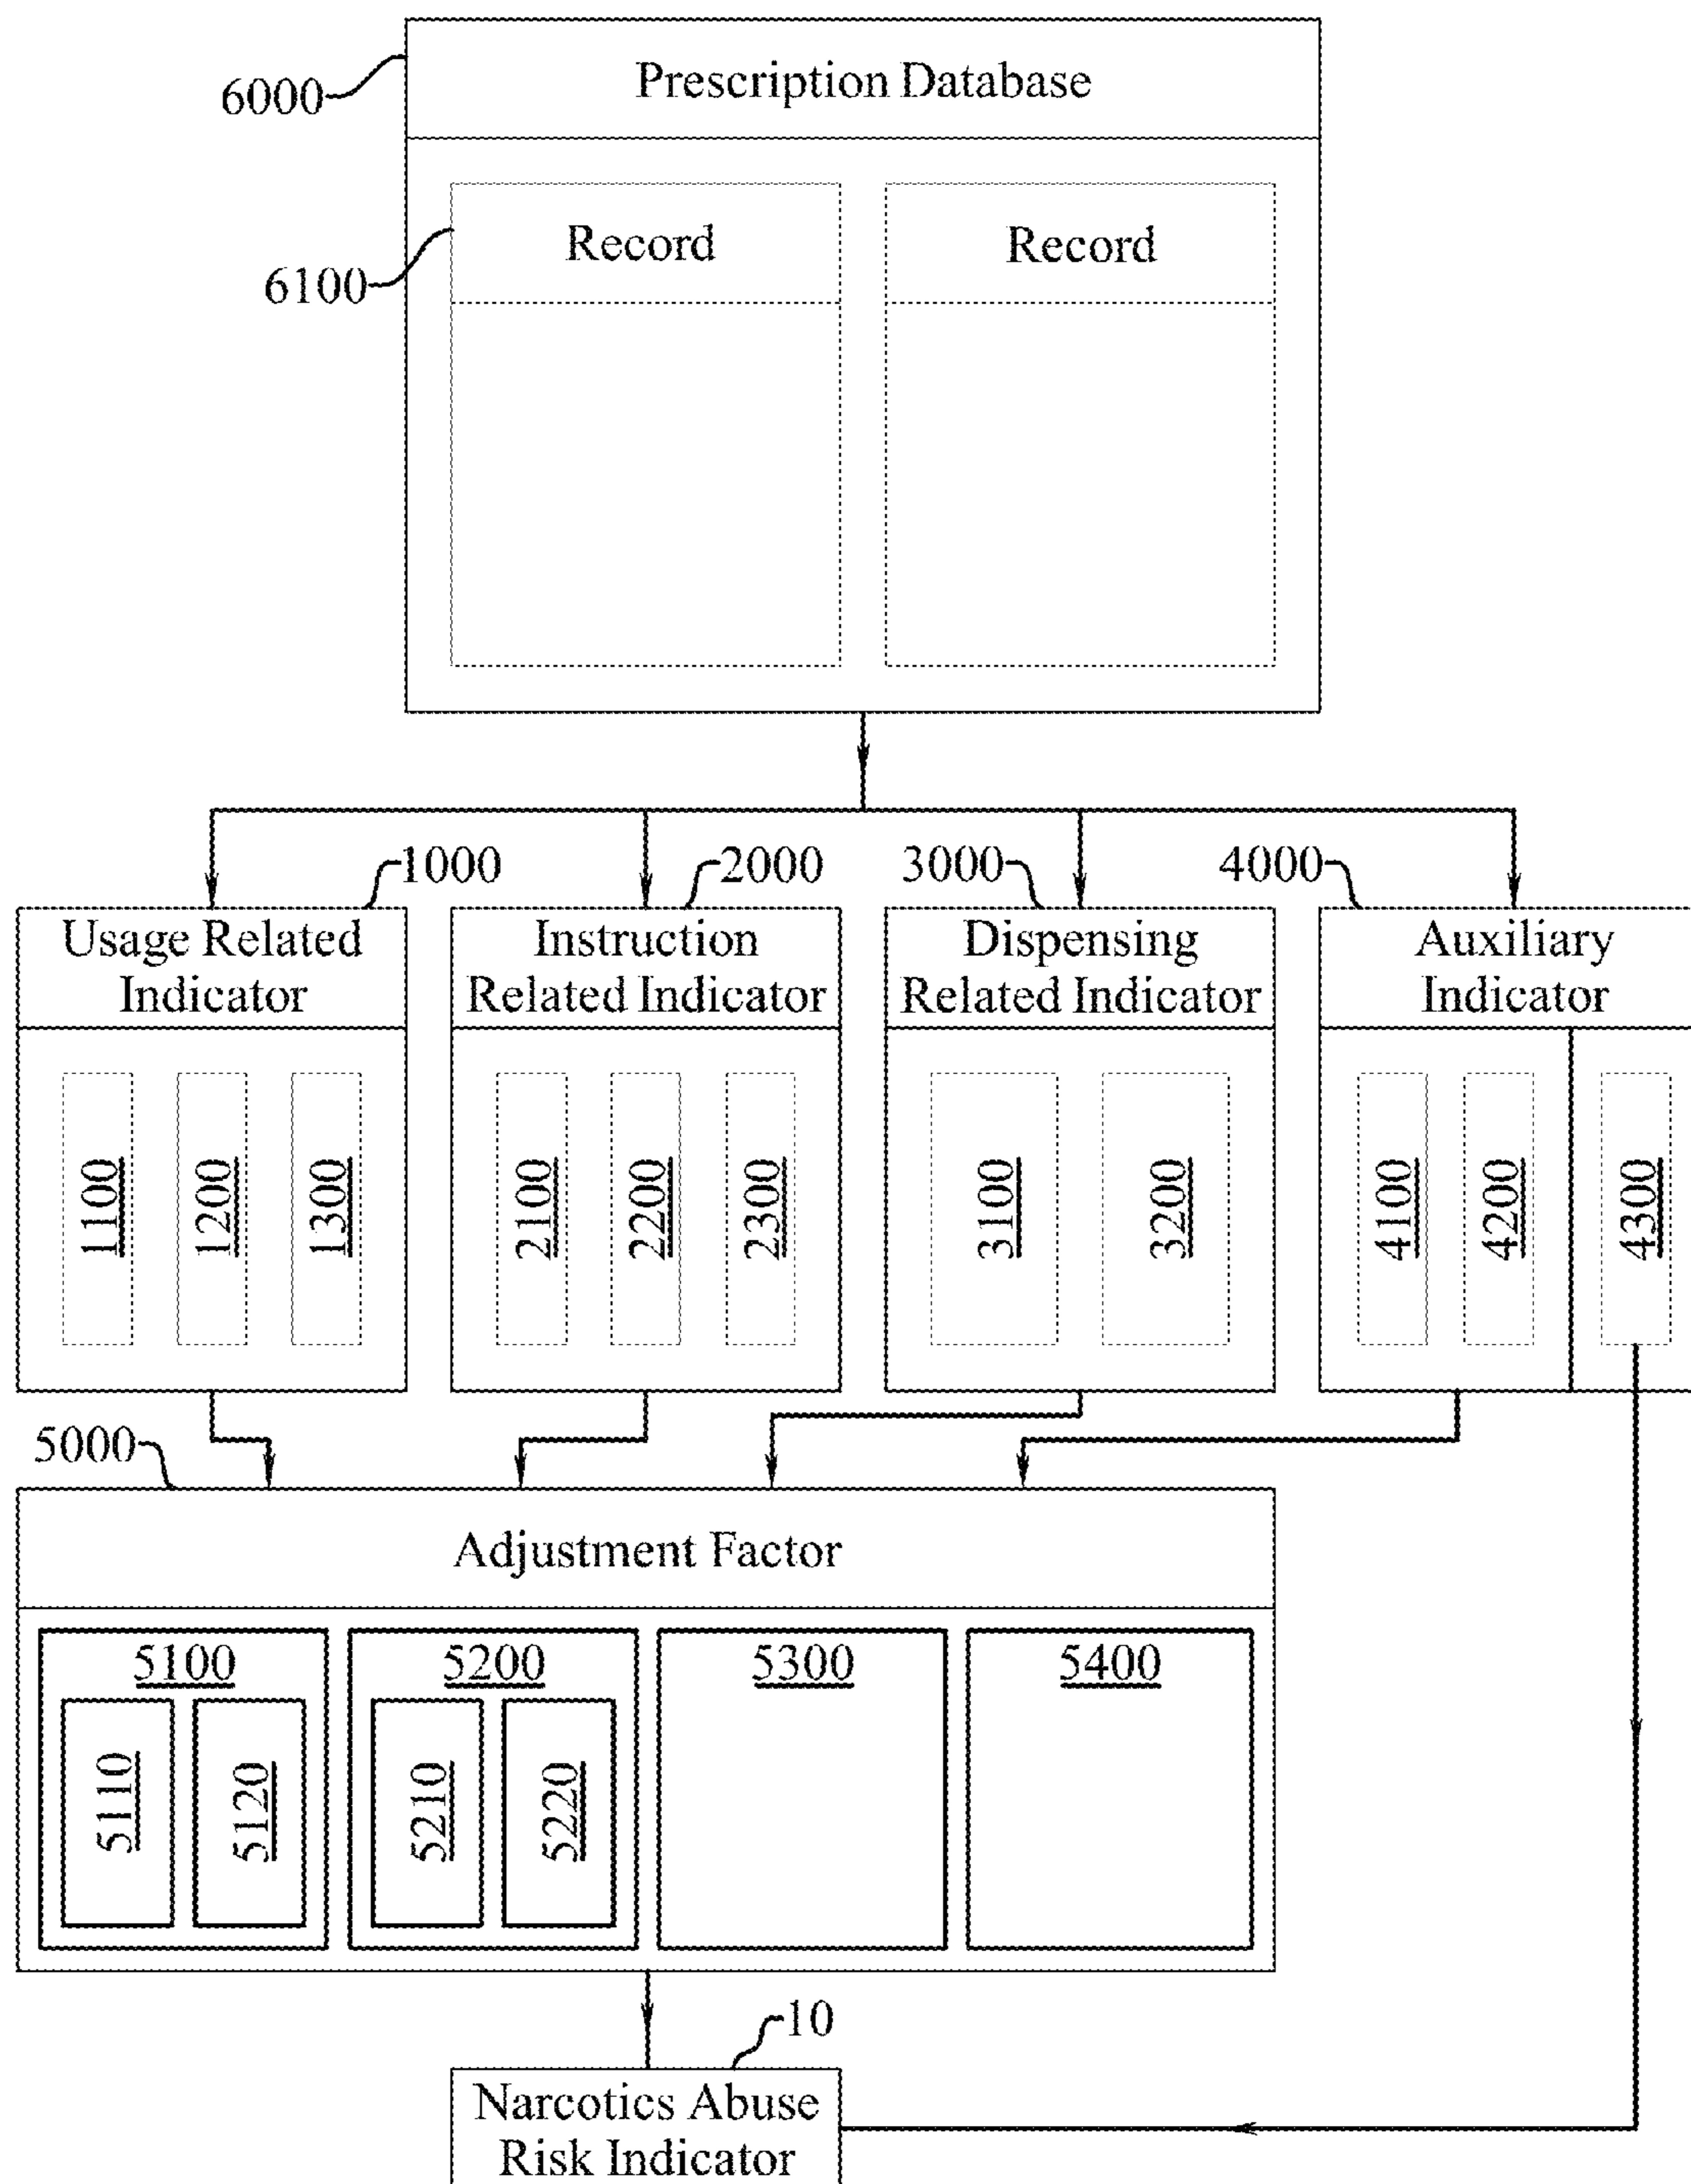 Prescription Database
6000
Record
Record
6100
1000
2000
3000
4000
Usage Related
Indicator
Instruction
Related Indicator
Dispensing
Related Indicator
Auxiliary
Indicator
1100
1200
1300
2100
2200
2300
3100
3200
4100
4200
4300
5000
Adjustment Factor
5100
5200
5300
5400
5110
5120
5210
5220
10
Narcotics Abuse
Risk Indicator